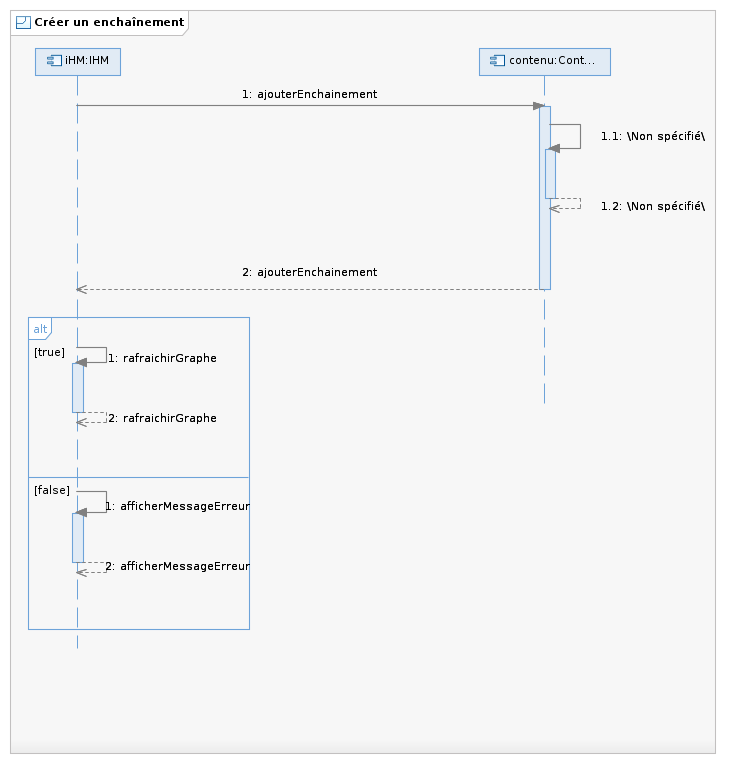 Créer un enchaînement
iHM:IHM
contenu:Cont...
1: ajouterEnchainement
1.1: \Non spécifié\
1.2: \Non spécifié\
2: ajouterEnchainement
alt
[true]
1: rafraichirGraphe
2: rafraichirGraphe
[false]
1: afficherMessageErreur
2: afficherMessageErreur